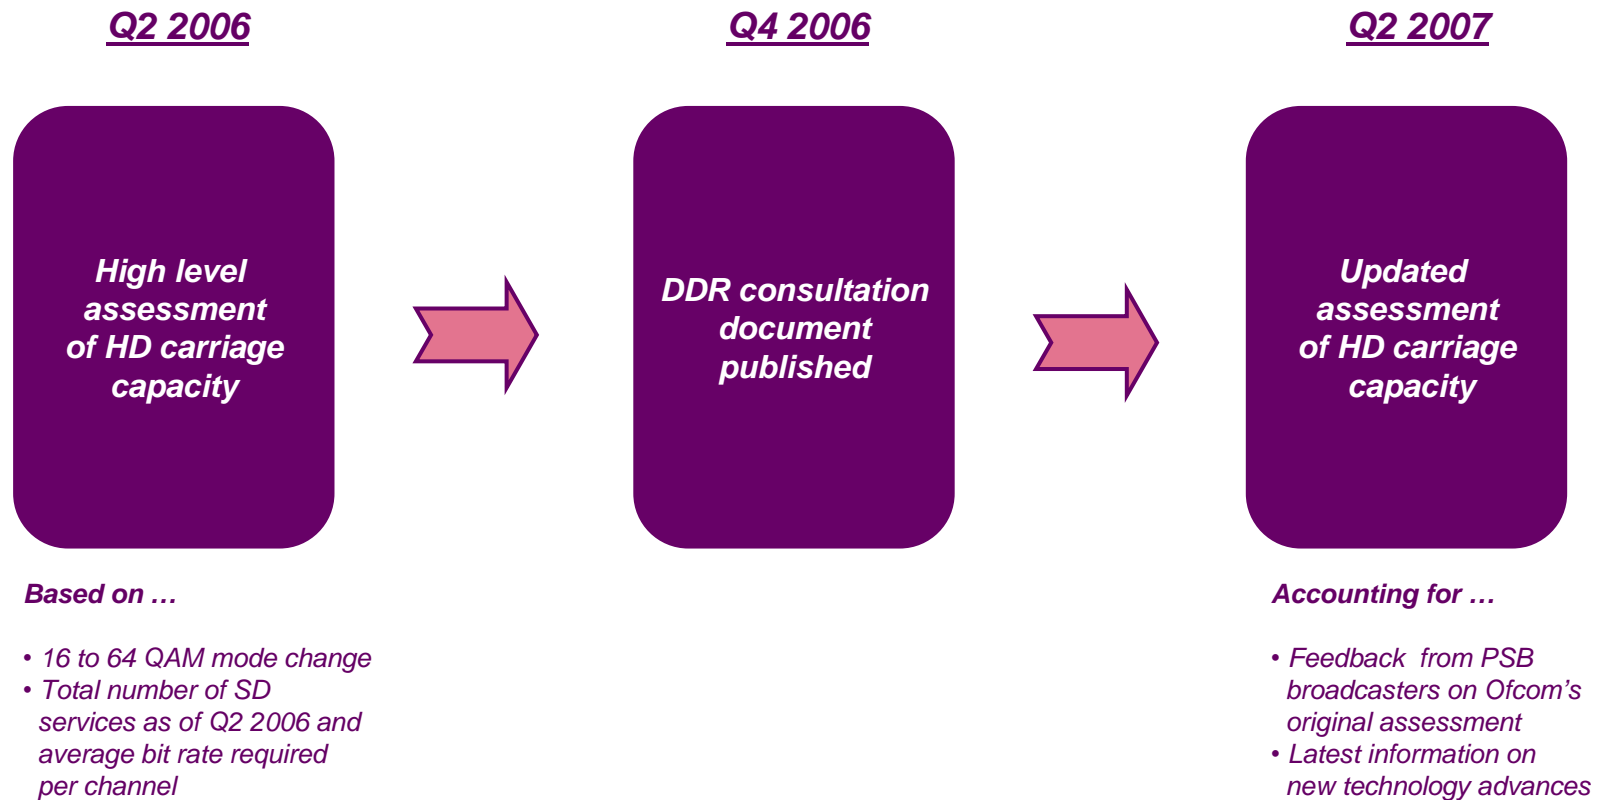 Q2 2006
Q4 2006
Q2 2007
High level
assessment
of HD carriage
capacity
DDR consultation
document
published
Updated
assessment
of HD carriage
capacity
Based on …
• 16 to 64 QAM mode change
• Total number of SD
services as of Q2 2006 and
average bit rate required
per channel
Accounting for …
• Feedback from PSB
broadcasters on Ofcom’s
original assessment
• Latest information on
new technology advances